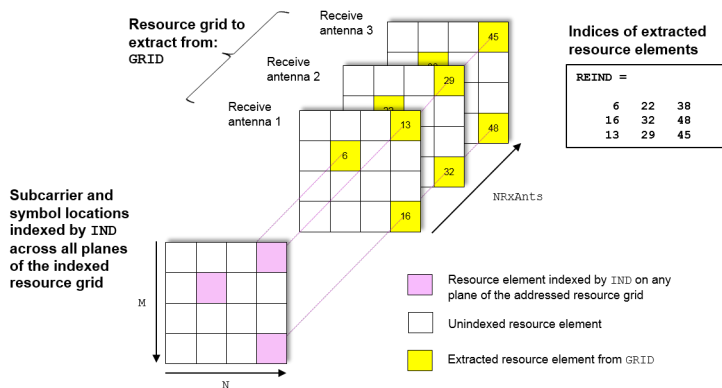 Resource grid to
extract from:
GRID
Receive
antenna 3
Receive
antenna 2
Receive
antenna 1
45
29
13
6
22
48
32
16
NRxAnts
Indices of extracted
resource elements
REIND =
6 22 38
16 32 48
13 29 45
Subcarrier and
symbol locations
indexed by IND
across all planes
of the indexed
resource grid
M
N
Resource element indexed by IND on any
plane of the addressed resource grid
Unindexed resource element
Extracted resource element from GRID